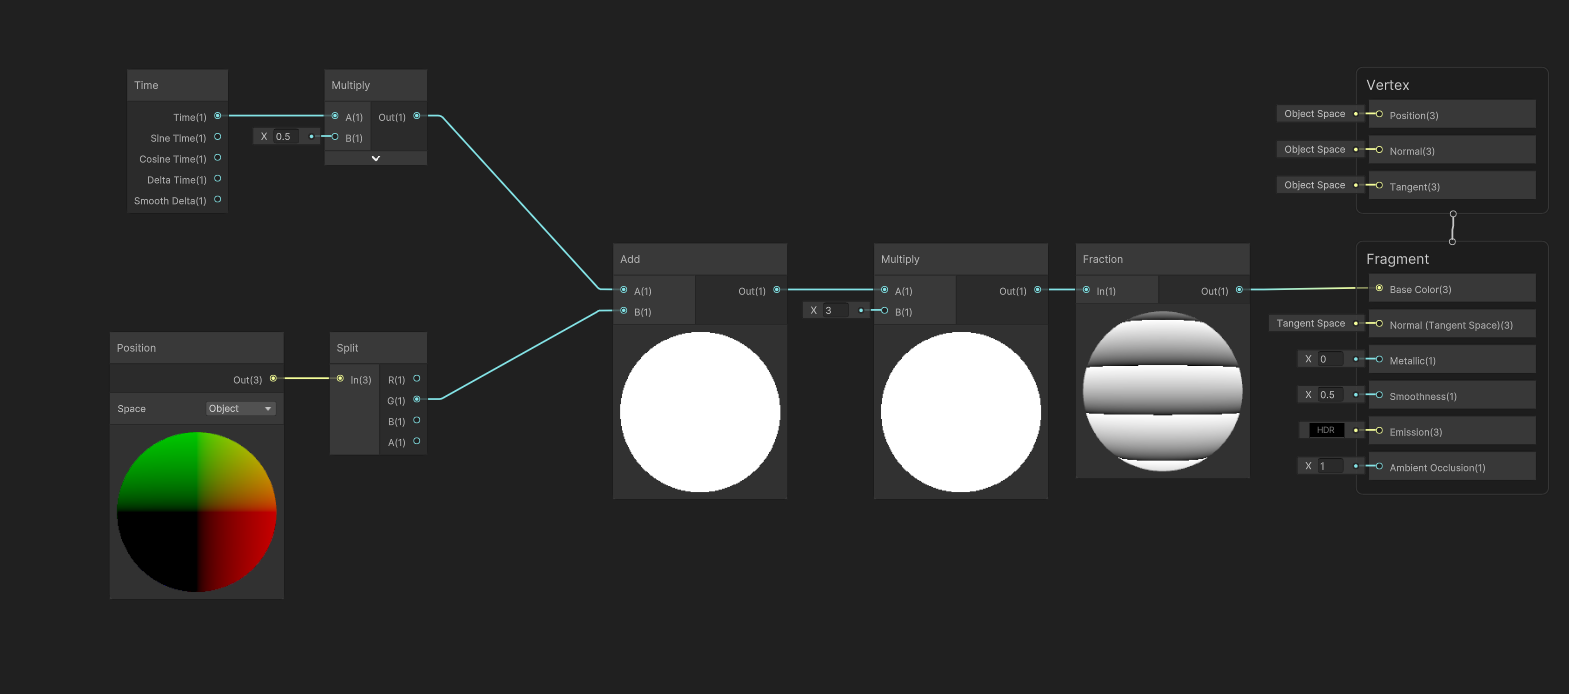 Time
Time(1)
Sine Time(1)
Cosine Time(1)
Delta Time(1)
Smooth Delta(1)
X 0.5
Multiply
A(1) Out(1)
B(1)
Position
Out(3)
Space Object
Split
In(3) R(1)
G(1)
B(1)
A(1)
Add
A(1) Out(1)
B(1)
X 3
Multiply
A(1) Out(1)
B(1)
Fraction
In(1) Out(1)
Vertex
Object Space Position(3)
Object Space Normal(3)
Object Space Tangent(3)
Fragment
Base Color(3)
Tangent Space Normal (Tangent Space)(3)
X 0 Metallic(1)
X 0.5 Smoothness(1)
HDR Emission(3)
X 1 Ambient Occlusion(1)